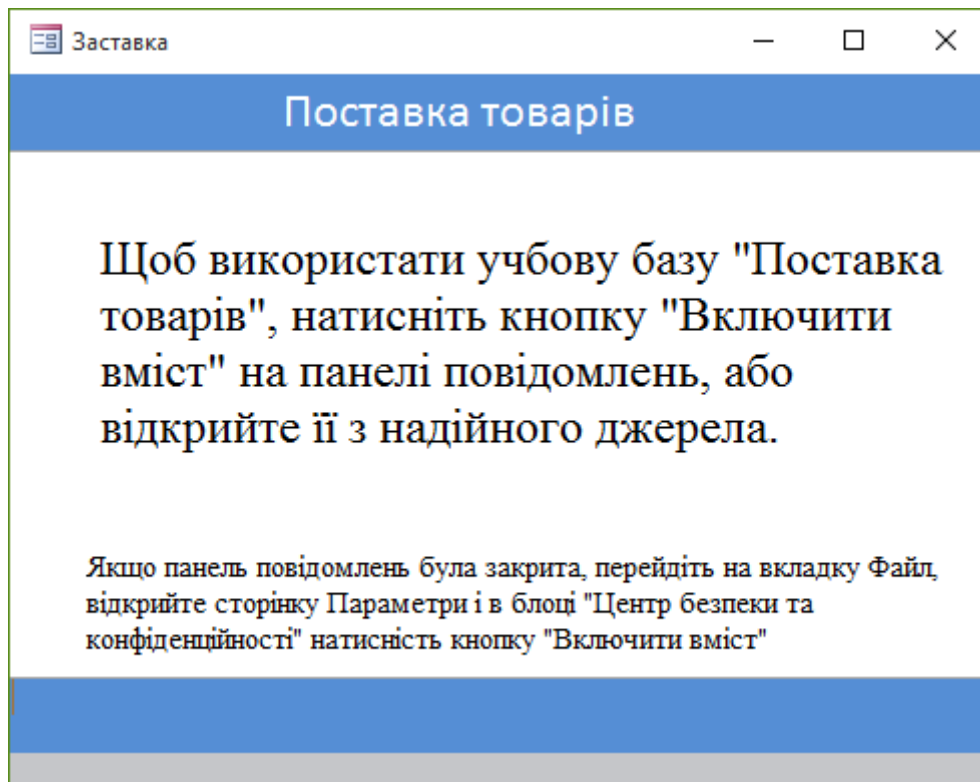 Заставка
Поставка товарів
Щоб використати учбову базу "Поставка
товарів", натисніть кнопку "Включити
вміст" на панелі повідомлень, або
відкрийте її з надійного джерела.
Якщо панель повідомлень була закрита, перейдіть на вкладку Файл,
відкрийте сторінку Параметри і в блоці "Центр безпеки та
конфіденційності" натисність кнопку "Включити вміст"